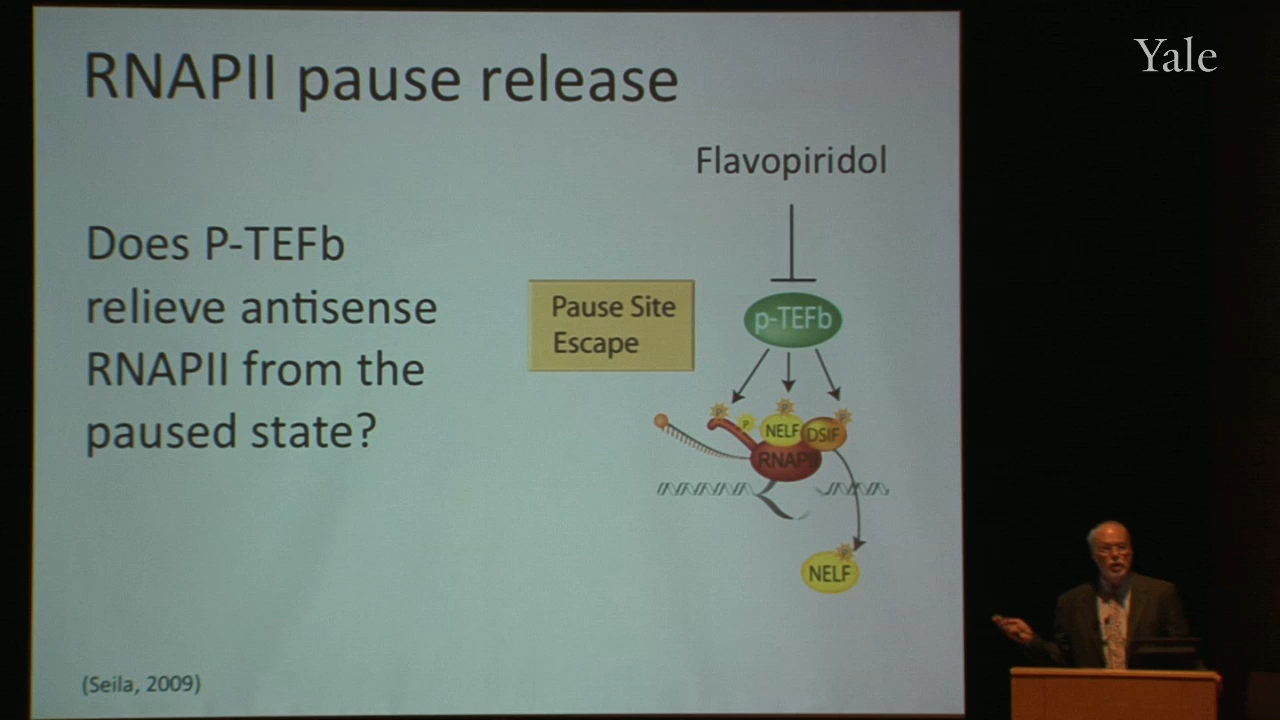 Yale
RNAPII pause release
Flavopiridol
Does P-TEFb
relieve antisense
RNAPII from the
paused state?
Pause Site
Escape
p-TEFb
P
P
P
P
NELF
DSIF
RNAPII
P
NELF
(Seila, 2009)